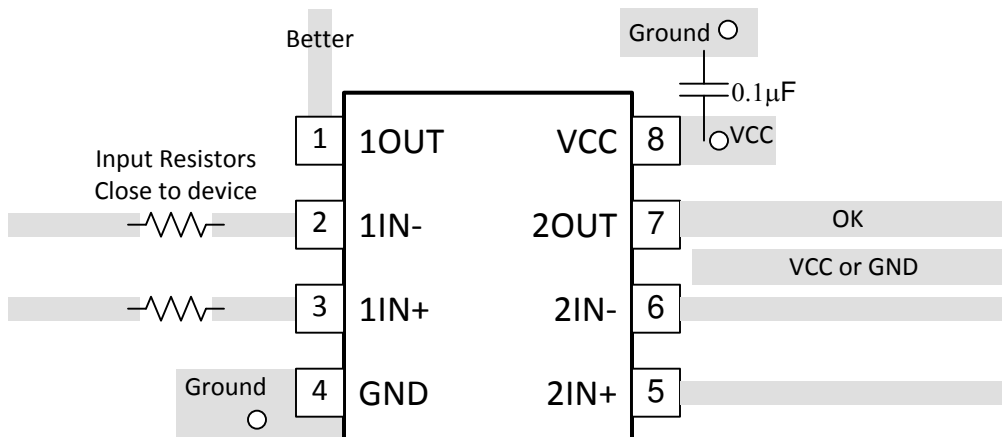 Better
Ground
0.1µF
1
1OUT
VCC
8
VCC
Input Resistors
Close to device
2
1IN-
2OUT
7
OK
VCC or GND
3
1IN+
2IN-
6
Ground
4
GND
2IN+
5